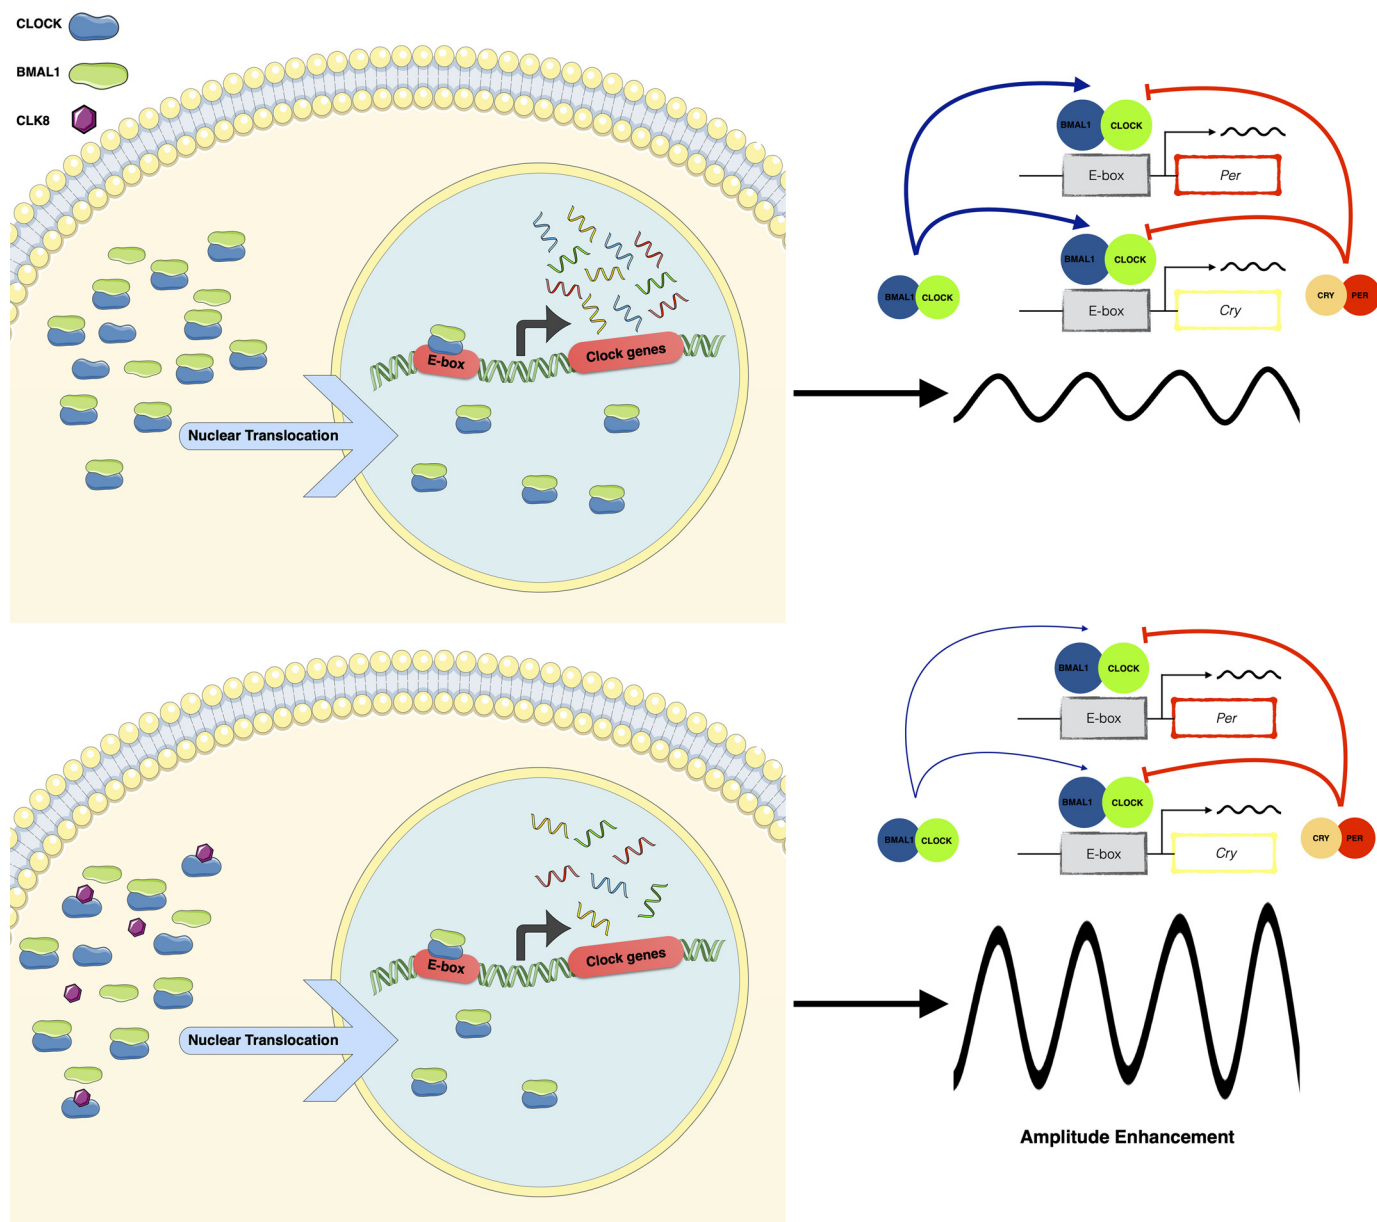 CLOCK
BMAL1
CLK8
E-box
Clock genes
Nuclear Translocation
BMAL1 CLOCK
E-box Per
BMAL1 CLOCK
BMAL1 CLOCK
CRY PER
E-box Cry
E-box
Clock genes
Nuclear Translocation
BMAL1 CLOCK
E-box Per
BMAL1 CLOCK
BMAL1 CLOCK
CRY PER
E-box Cry
Amplitude Enhancement